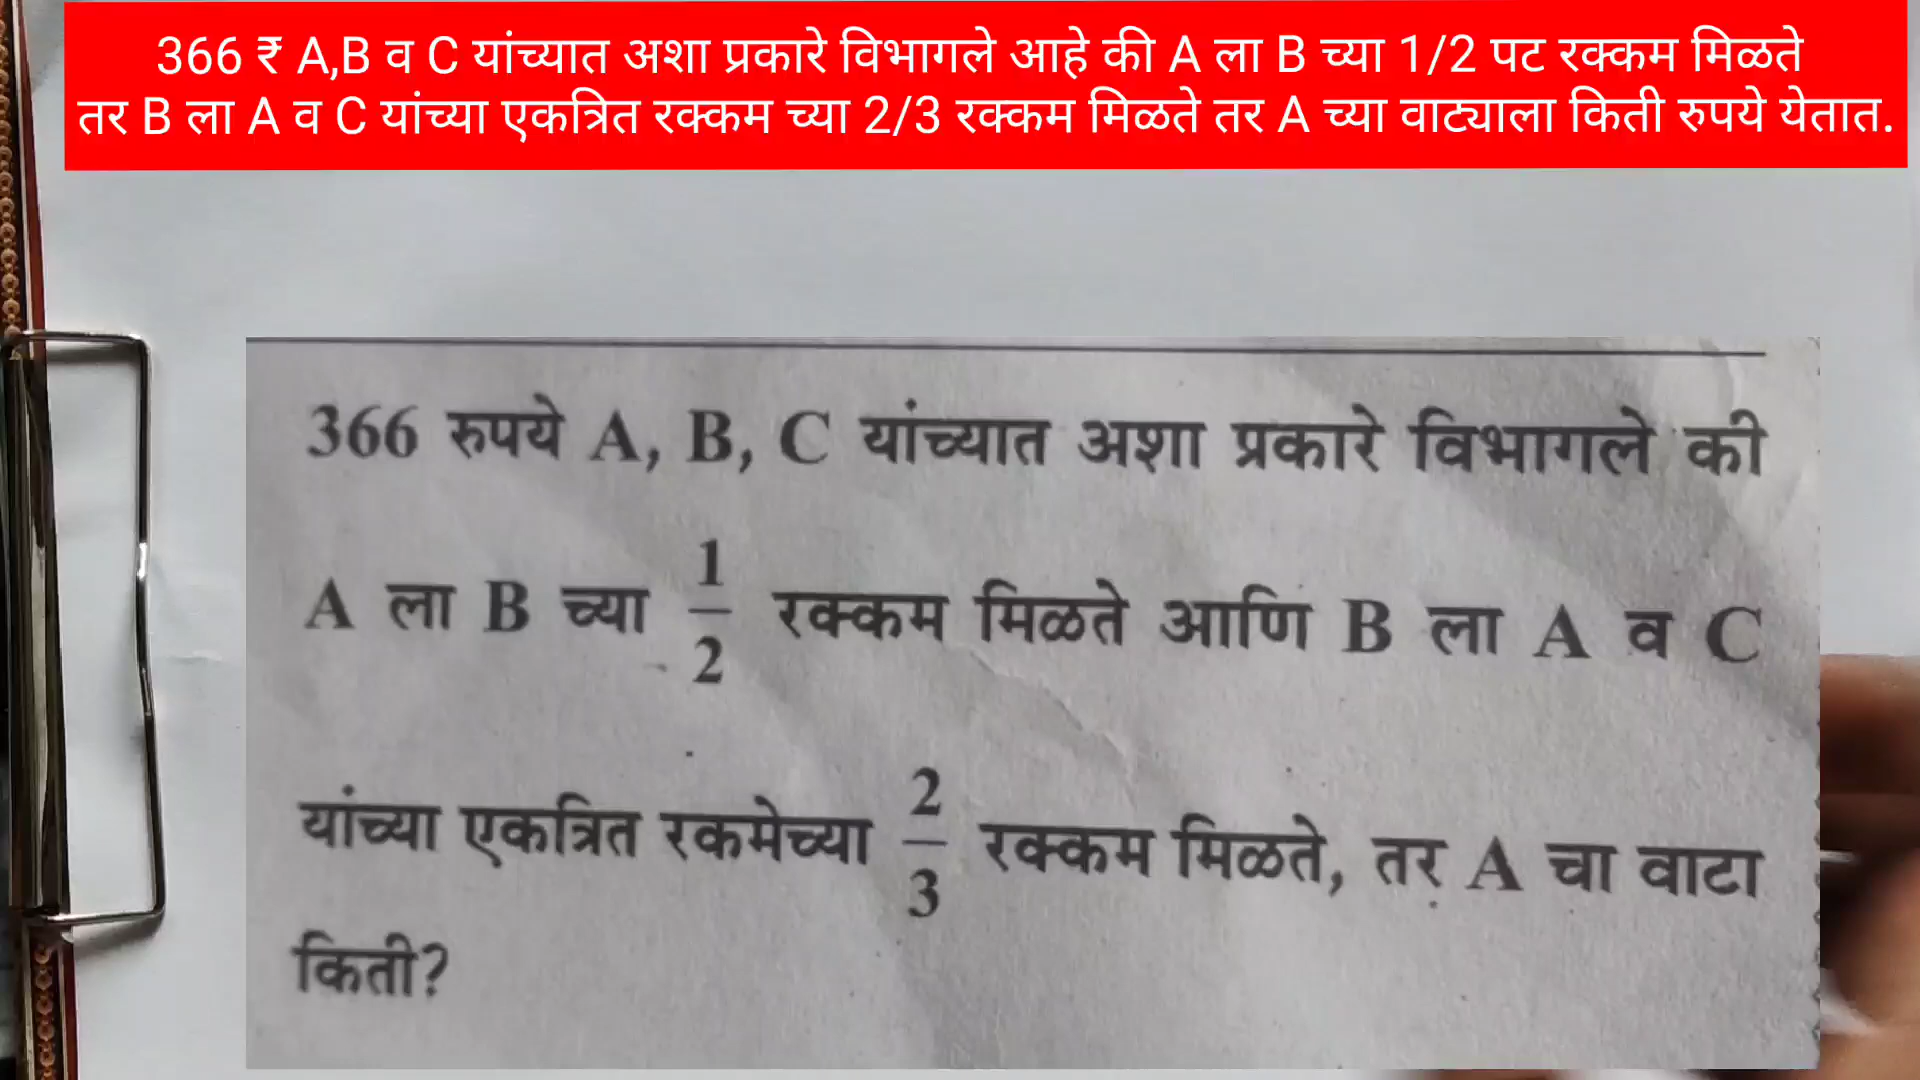 366 ₹ A,B व C यांच्यात अशा प्रकारे विभागले आहे की A ला B च्या 1/2 पट रक्कम मिळते
तर B ला A व C यांच्या एकत्रित रक्कम च्या 2/3 रक्कम मिळते तर A च्या वाट्याला किती रुपये येतात.
366 रुपये A, B, C यांच्यात अशा प्रकारे विभागले की
A ला B च्या 1/2 रक्कम मिळते आणि B ला A व C
यांच्या एकत्रित रकमेच्या 2/3 रक्कम मिळते, तर A चा वाटा
किती?